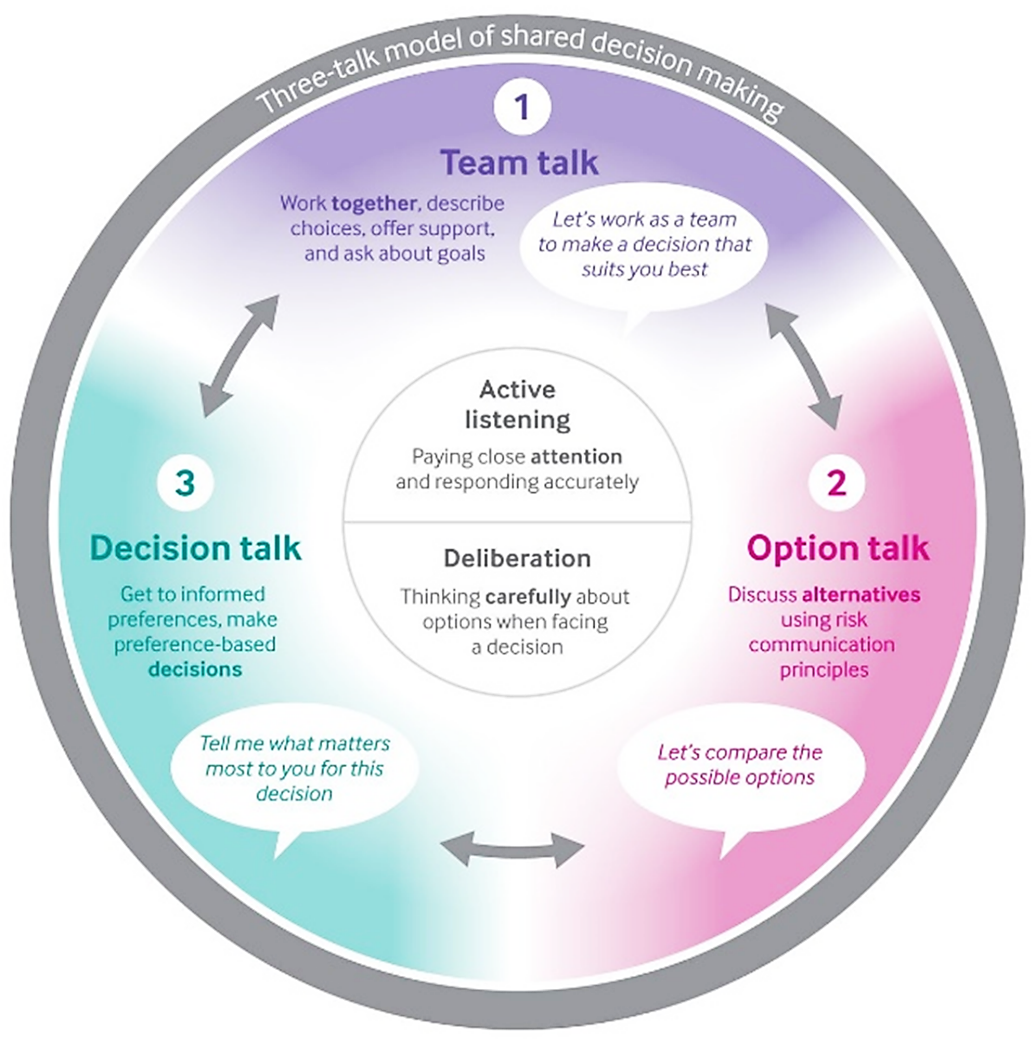 Three-talk model of shared decision making
1
Team talk
Work together, describe
choices, offer support,
and ask about goals
Let's work as a team
to make a decision that
suits you best
Active
listening
Paying close attention
and responding accurately
Deliberation
Thinking carefully about
options when facing
a decision
2
Option talk
Discuss alternatives
using risk
communication
principles
Let's compare the
possible options
3
Decision talk
Get to informed
preferences, make
preference-based
decisions
Tell me what matters
most to you for this
decision